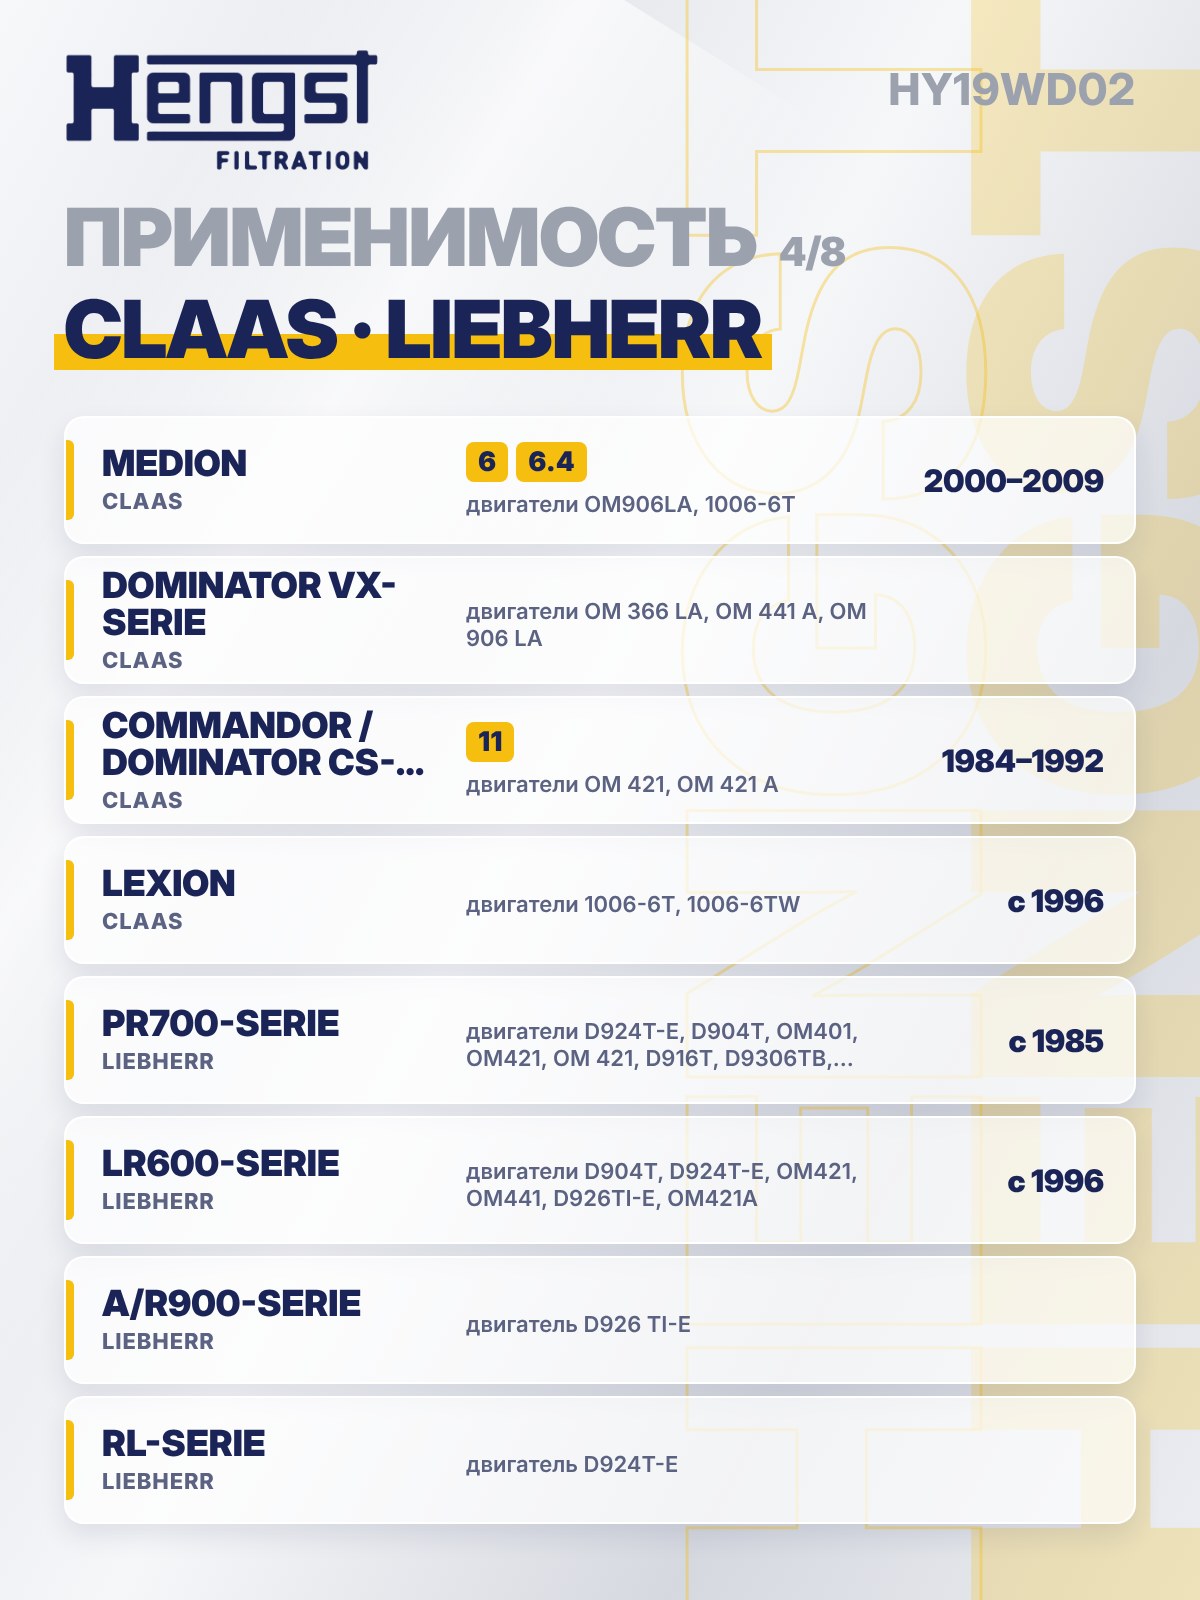 Hengst
FILTRATION
HY19WD02
ПРИМЕНИМОСТЬ 4/8
CLAAS · LIEBHERR
MEDION
CLAAS
6 6.4
двигатели OM906LA, 1006-6T
2000–2009
DOMINATOR VX-
SERIE
CLAAS
двигатели OM 366 LA, OM 441 A, OM
906 LA
COMMANDOR /
DOMINATOR CS-...
CLAAS
11
двигатели OM 421, OM 421 A
1984–1992
LEXION
CLAAS
двигатели 1006-6T, 1006-6TW
с 1996
PR700-SERIE
LIEBHERR
двигатели D924T-E, D904T, OM401,
OM421, OM 421, D916T, D9306TB,...
с 1985
LR600-SERIE
LIEBHERR
двигатели D904T, D924T-E, OM421,
OM441, D926TI-E, OM421A
с 1996
A/R900-SERIE
LIEBHERR
двигатель D926 TI-E
RL-SERIE
LIEBHERR
двигатель D924T-E
HENGST
HENGST